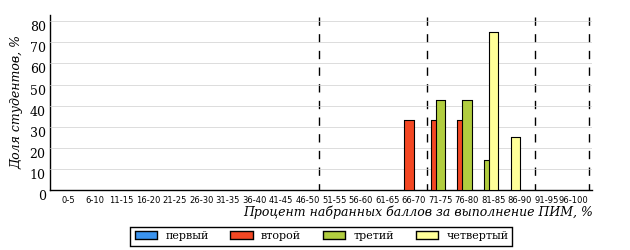 Доля студентов, %
80
70
60
50
40
30
20
10
0
0-5 6-10 11-15 16-20 21-25 26-30 31-35 36-40 41-45 46-50 51-55 56-60 61-65 66-70 71-75 76-80 81-85 86-90 91-95 96-100
Процент набранных баллов за выполнение ПИМ, %
первый второй третий четвертый